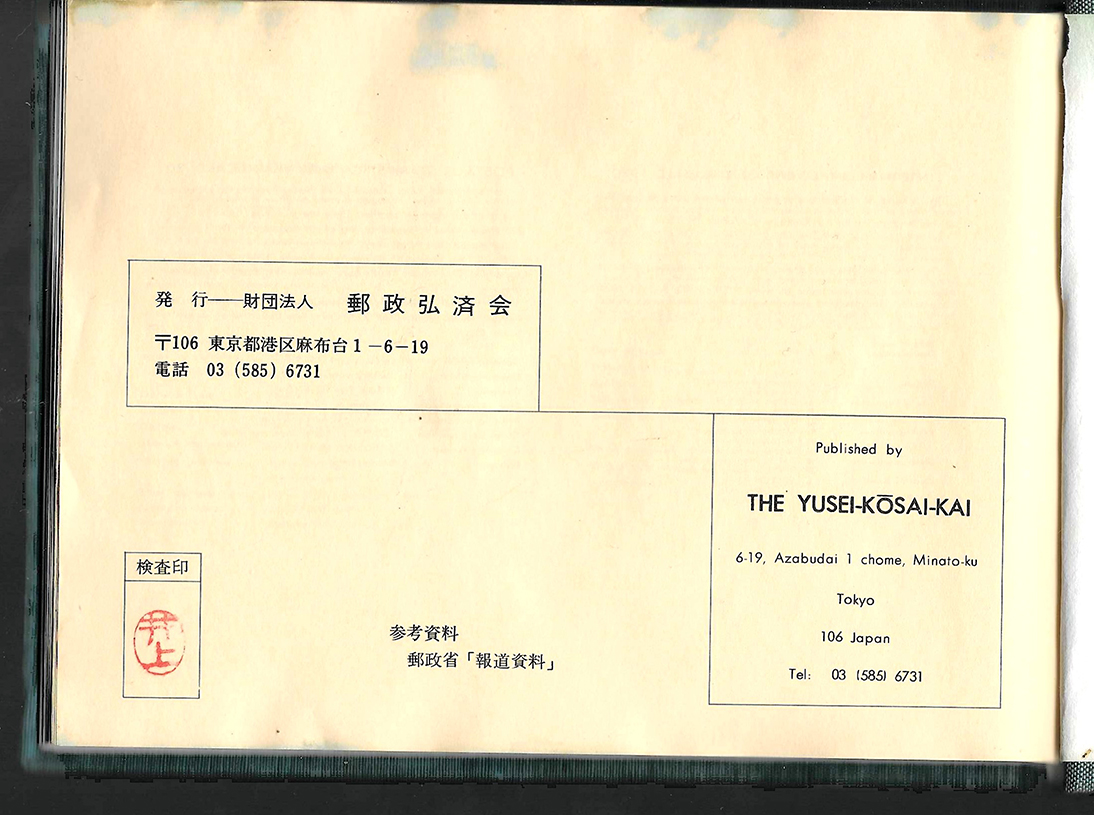 発　行──財団法人　郵政弘済会
〒106 東京都港区麻布台1－6－19
電話　03 (585) 6731
Published by
THE YUSEI-KŌSAI-KAI
6-19, Azabudai 1 chome, Minato-ku
Tokyo
106 Japan
Tel: 03 (585) 6731
検査印
井上
参考資料
郵政省「報道資料」